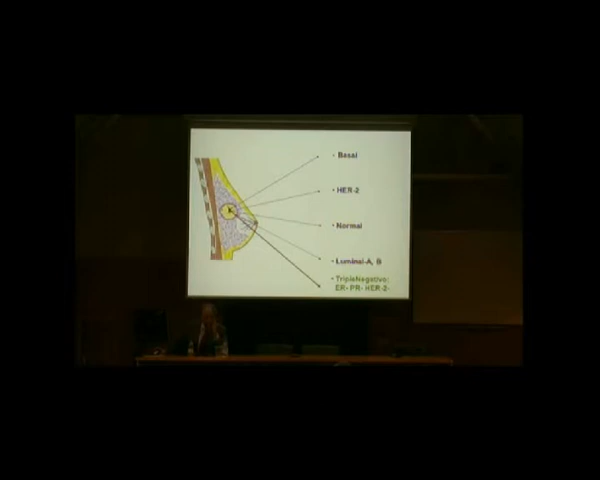 • Basal
• HER-2
• Normal
• Luminal-A, B
• TripleNegative:
ER- PR- HER-2-